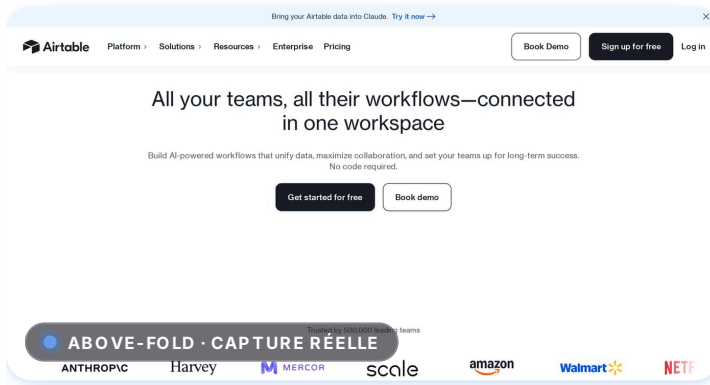 Bring your Airtable data into Claude. Try it now →
Airtable
Platform
Solutions
Resources
Enterprise
Pricing
Book Demo
Sign up for free
Log in
All your teams, all their workflows—connected
in one workspace
Build AI-powered workflows that unify data, maximize collaboration, and set your teams up for long-term success.
No code required.
Get started for free
Book demo
Trusted by 500,000 leading teams
ABOVE-FOLD · CAPTURE RÉELLE
ANTHROP\C
Harvey
MERCOR
scale
amazon
Walmart
NETF